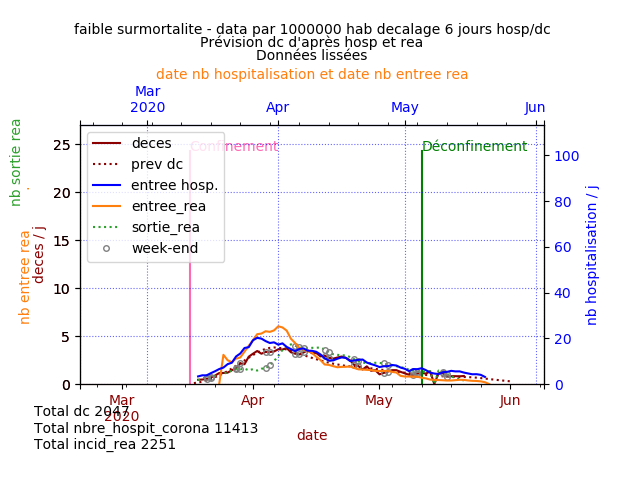 faible surmortalite - data par 1000000 hab decalage 6 jours hosp/dc
Prévision dc d'après hosp et rea
Données lissées
date nb hospitalisation et date nb entree rea
Mar
2020
Apr
May
Jun
nb sortie rea
nb entree rea
deces / j
25
20
15
10
5
0
Confinement
Déconfinement
deces
prev dc
entree hosp.
entree_rea
sortie_rea
week-end
100
80
60
40
20
0
nb hospitalisation / j
Mar
2020
Apr
May
Jun
date
Total dc 2047
Total nbre_hospit_corona 11413
Total incid_rea 2251